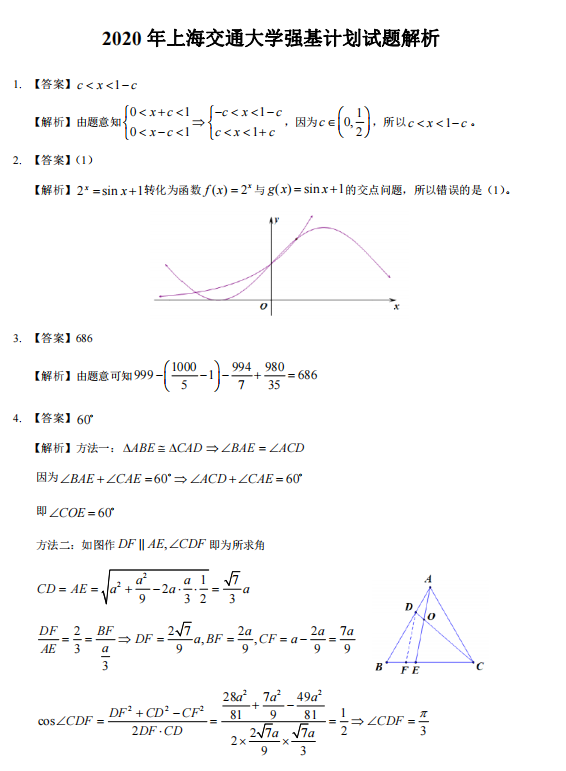 2020 年上海交通大学强基计划试题解析
1. 【答案】c < x < 1 − c
【解析】由题意知{0 < x + c < 1, 0 < x − c < 1 ⇒ {−c < x < 1 − c, c < x < 1 + c ，因为 c ∈ (0, 1/2)，所以 c < x < 1 − c 。
2. 【答案】(1)
【解析】2^x = sin x + 1转化为函数 f(x) = 2^x 与 g(x) = sin x + 1的交点问题，所以错误的是（1）。
y
O
x
3. 【答案】686
【解析】由题意可知 999 − (1000/5 − 1) − 994/7 + 980/35 = 686
4. 【答案】60°
【解析】方法一：ΔABE ≅ ΔCAD ⇒ ∠BAE = ∠ACD
因为∠BAE + ∠CAE = 60° ⇒ ∠ACD + ∠CAE = 60°
即∠COE = 60°
方法二：如图作 DF ∥ AE, ∠CDF 即为所求角
CD = AE = √(a² + a²/9 − 2a · a/3 · 1/2) = √7/3 a
DF/AE = 2/3 = BF/(a/3) ⇒ DF = 2√7/9 a, BF = 2a/9, CF = a − 2a/9 = 7a/9
cos∠CDF = (DF² + CD² − CF²)/(2DF · CD) = (28a²/81 + 7a²/9 − 49a²/81)/(2 × 2√7a/9 × √7a/3) = 1/2 ⇒ ∠CDF = π/3
A
D
O
B
F
E
C